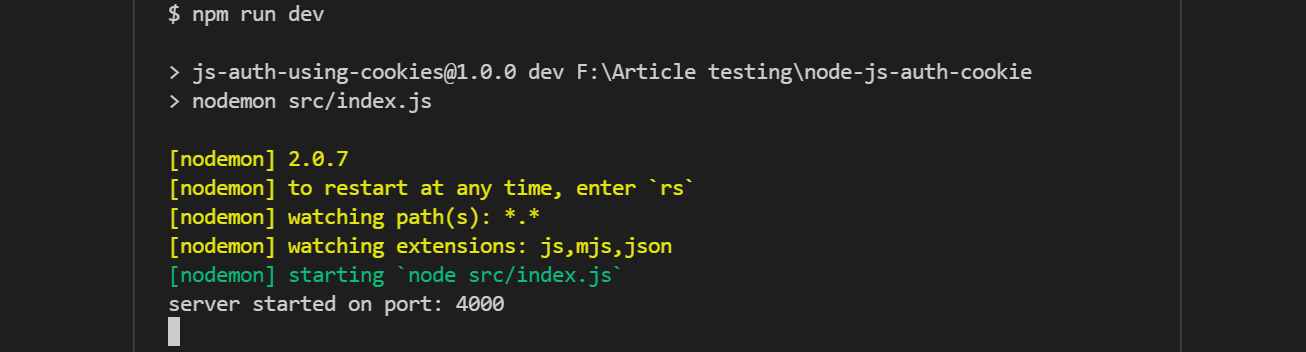 $ npm run dev
> js-auth-using-cookies@1.0.0 dev F:\Article testing\node-js-auth-cookie
> nodemon src/index.js
[nodemon] 2.0.7
[nodemon] to restart at any time, enter `rs`
[nodemon] watching path(s): *.*
[nodemon] watching extensions: js,mjs,json
[nodemon] starting `node src/index.js`
server started on port: 4000